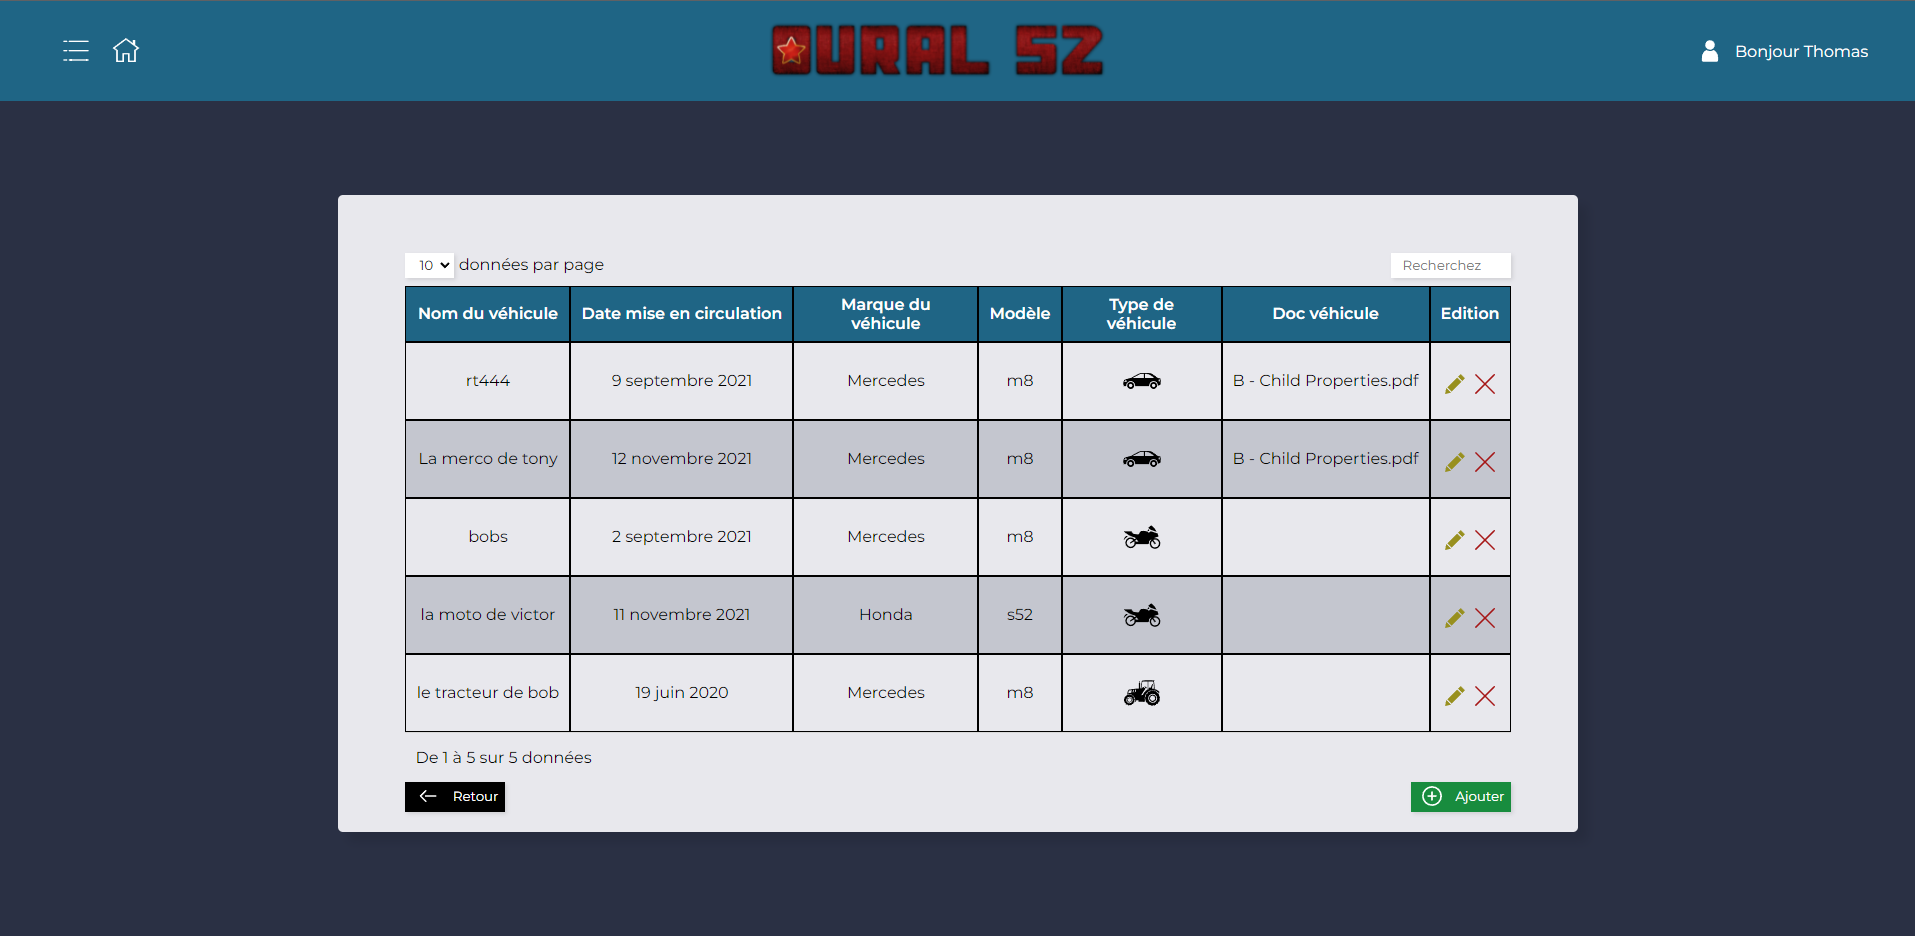 OURAL 52
Bonjour Thomas
10 données par page
Recherchez
Nom du véhicule Date mise en circulation Marque du véhicule Modèle Type de véhicule Doc véhicule Edition
rt444 9 septembre 2021 Mercedes m8 B - Child Properties.pdf
La merco de tony 12 novembre 2021 Mercedes m8 B - Child Properties.pdf
bobs 2 septembre 2021 Mercedes m8
la moto de victor 11 novembre 2021 Honda s52
le tracteur de bob 19 juin 2020 Mercedes m8
De 1 à 5 sur 5 données
Retour
Ajouter